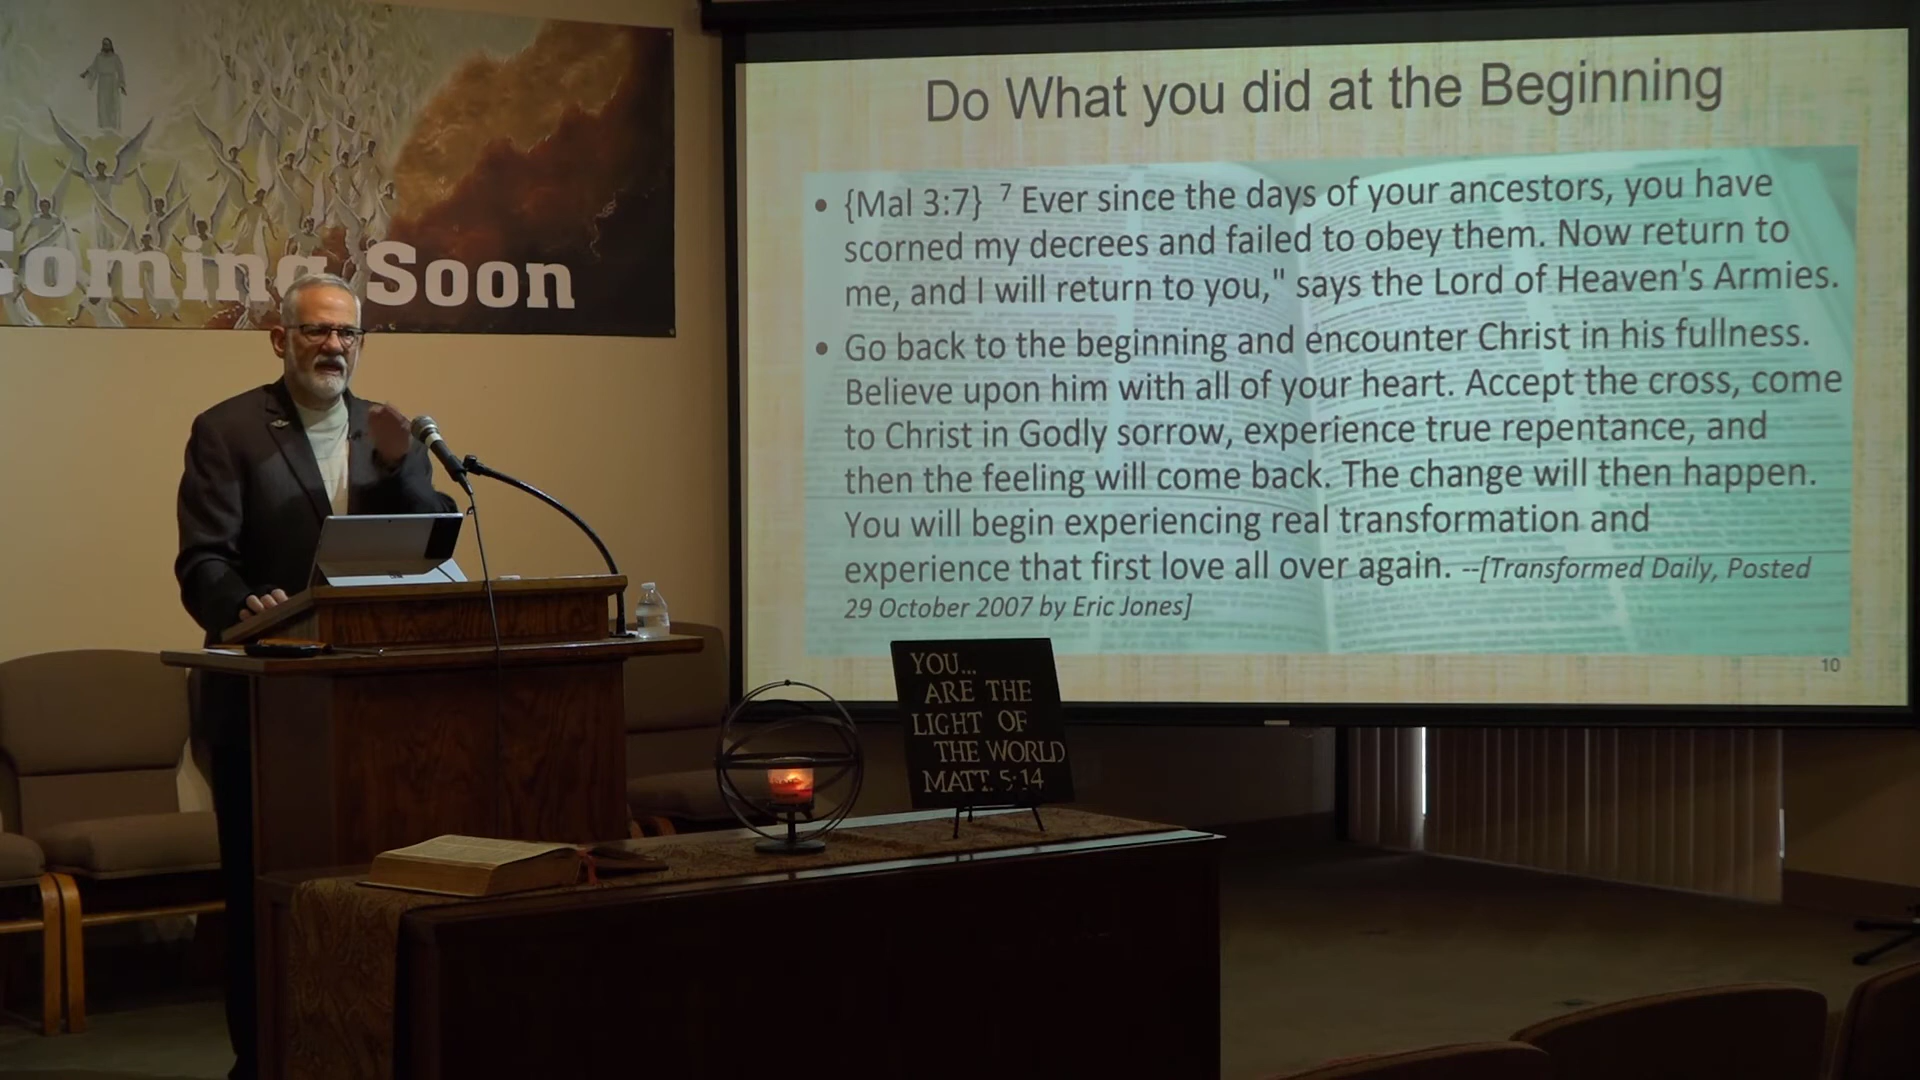 Coming Soon
Do What you did at the Beginning
• {Mal 3:7} 7 Ever since the days of your ancestors, you have
scorned my decrees and failed to obey them. Now return to
me, and I will return to you," says the Lord of Heaven's Armies.
• Go back to the beginning and encounter Christ in his fullness.
Believe upon him with all of your heart. Accept the cross, come
to Christ in Godly sorrow, experience true repentance, and
then the feeling will come back. The change will then happen.
You will begin experiencing real transformation and
experience that first love all over again. --[Transformed Daily, Posted
29 October 2007 by Eric Jones]
10
YOU...
ARE THE
LIGHT OF
THE WORLD
MATT. 5:14